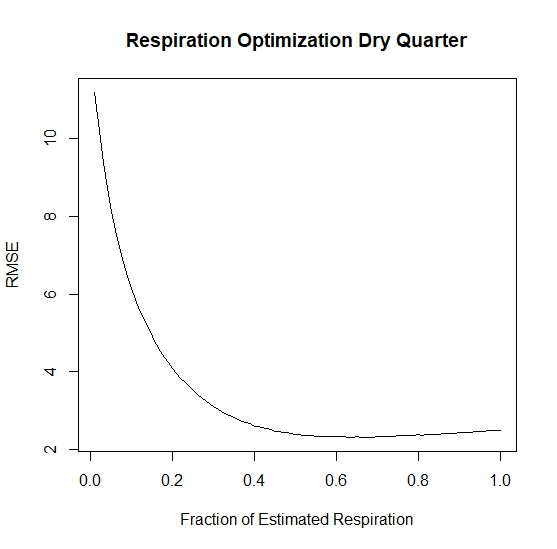 Respiration Optimization Dry Quarter
10
8
6
4
2
RMSE
0.0 0.2 0.4 0.6 0.8 1.0
Fraction of Estimated Respiration